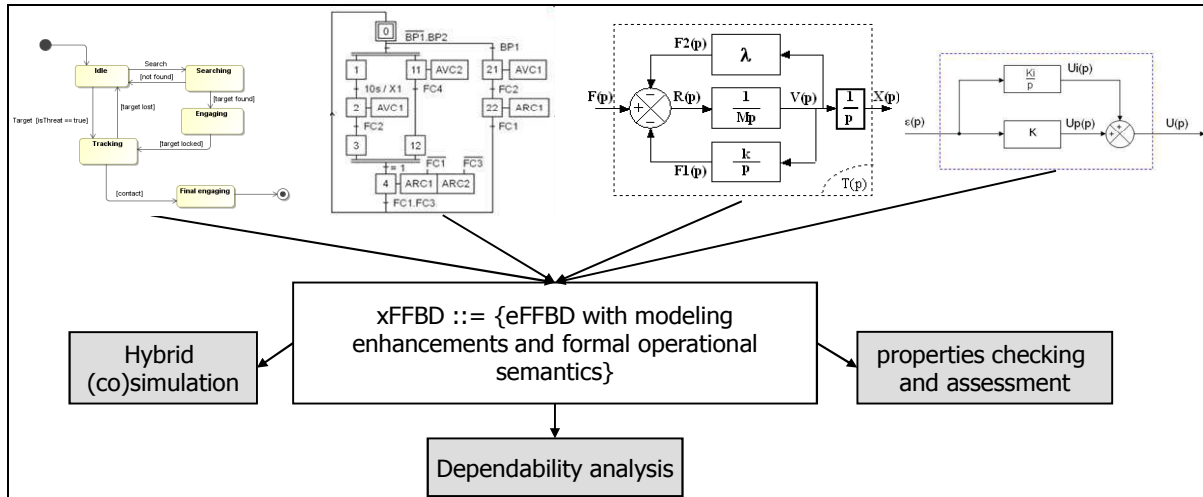 Idle
Search
Searching
[not found]
[target found]
[target lost]
Engaging
Target [isThreat == true]
Tracking
[target locked]
[contact]
Final engaging
0
BP1.BP2
BP1
1
11
AVC2
21
AVC1
10s / X1
FC4
FC2
2
AVC1
22
ARC1
FC2
FC1
3
12
= 1
FC1
FC3
4
ARC1
ARC2
FC1.FC3
F2(p)
λ
F(p)
R(p)
1
Mp
V(p)
1
p
X(p)
F1(p)
k
p
T(p)
Ki
p
Ui(p)
ε(p)
K
Up(p)
U(p)
xFFBD ::= {eFFBD with modeling
enhancements and formal operational
semantics}
Hybrid
(co)simulation
properties checking
and assessment
Dependability analysis